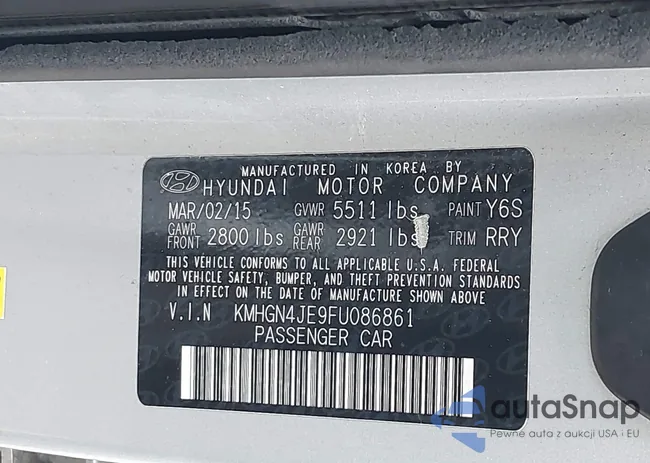 MANUFACTURED IN KOREA BY
HYUNDAI MOTOR COMPANY
MAR/02/15 GVWR 5511 lbs PAINT Y6S
GAWR FRONT 2800 lbs GAWR REAR 2921 lbs TRIM RRY
THIS VEHICLE CONFORMS TO ALL APPLICABLE U.S.A. FEDERAL
MOTOR VEHICLE SAFETY, BUMPER, AND THEFT PREVENTION STANDARDS
IN EFFECT ON THE DATE OF MANUFACTURE SHOWN ABOVE
V.I.N KMHGN4JE9FU086861
PASSENGER CAR
autaSnap
Pewne auta z aukcji USA i EU